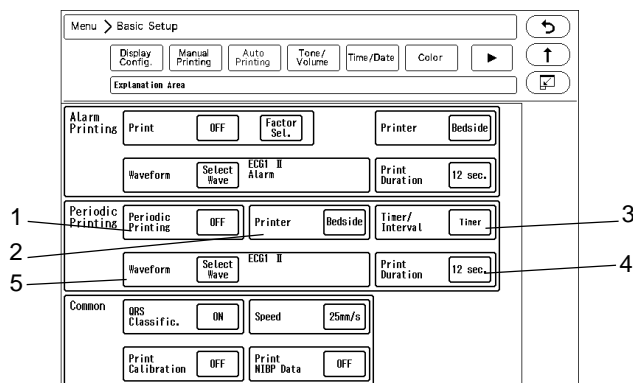 Menu > Basic Setup
Display Config.
Manual Printing
Auto Printing
Tone/ Volume
Time/Date
Color
Explanation Area
Alarm Printing
Print
OFF
Factor Sel.
Printer
Bedside
Waveform
Select Wave
ECG1 II
Alarm
Print Duration
12 sec.
Periodic Printing
Periodic Printing
OFF
Printer
Bedside
Timer/ Interval
Timer
Waveform
Select Wave
ECG1 II
Print Duration
12 sec.
Common
QRS Classific.
ON
Speed
25mm/s
Print Calibration
OFF
Print NIBP Data
OFF
1
2
5
3
4